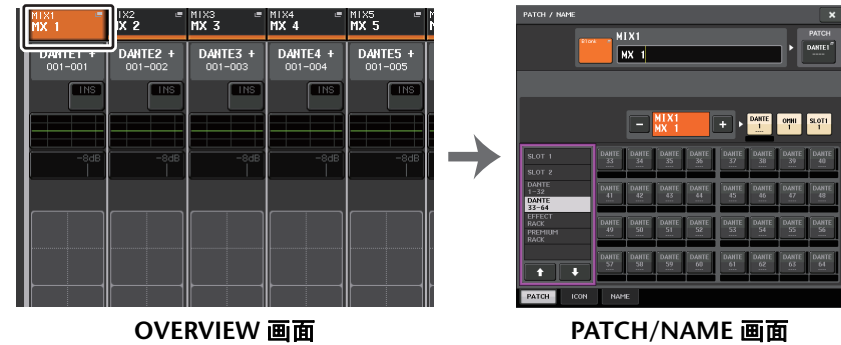 MIX1 MIX2 MIX3 MIX4 MIX5
MX 1 MX 2 MX 3 MX 4 MX 5
DANTE1 + DANTE2 + DANTE3 + DANTE4 + DANTE5 +
001-001 001-002 001-003 001-004 001-005
INS INS INS INS INS
-8dB -8dB -8dB -8dB
OVERVIEW 画面
PATCH / NAME
MIX1
MX 1
PATCH
DANTE1
MIX1
MX 1
DANTE 1 OMNI 1 SLOT1 1
SLOT 1
SLOT 2
DANTE 1-32
DANTE 33-64
EFFECT RACK
PREMIUM RACK
DANTE 33 DANTE 34 DANTE 35 DANTE 36 DANTE 37 DANTE 38 DANTE 39 DANTE 40
DANTE 41 DANTE 42 DANTE 43 DANTE 44 DANTE 45 DANTE 46 DANTE 47 DANTE 48
DANTE 49 DANTE 50 DANTE 51 DANTE 52 DANTE 53 DANTE 54 DANTE 55 DANTE 56
DANTE 57 DANTE 58 DANTE 59 DANTE 60 DANTE 61 DANTE 62 DANTE 63 DANTE 64
PATCH ICON NAME
PATCH/NAME 画面